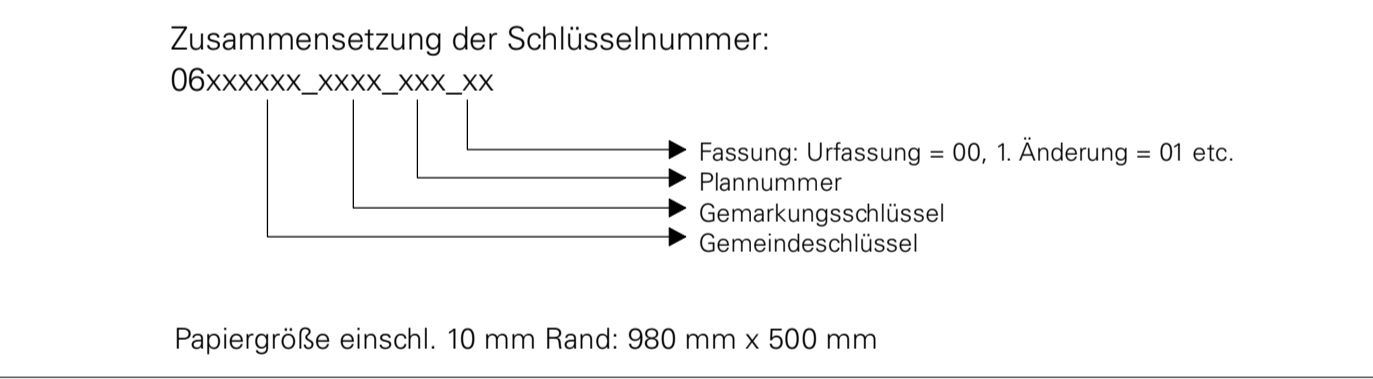 Zusammensetzung der Schlüsselnummer:
06xxxxxx_xxxx_xxx_xx
Fassung: Urfassung = 00, 1. Änderung = 01 etc.
Plannummer
Gemarkungsschlüssel
Gemeindeschlüssel
Papiergröße einschl. 10 mm Rand: 980 mm x 500 mm